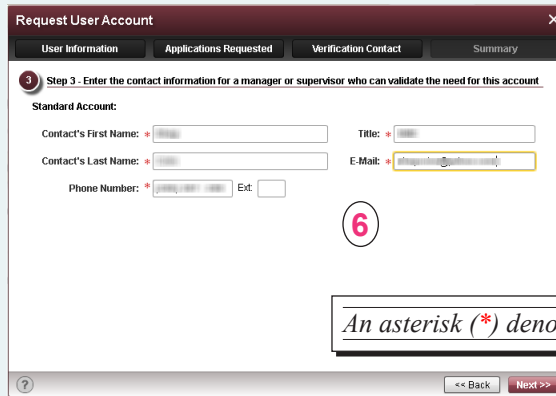 Request User Account
User Information Applications Requested Verification Contact Summary
3 Step 3 - Enter the contact information for a manager or supervisor who can validate the need for this account
Standard Account:
Contact's First Name: * Title: *
Contact's Last Name: * E-Mail: *
Phone Number: * Ext:
6
An asterisk (*) deno
? << Back Next >>